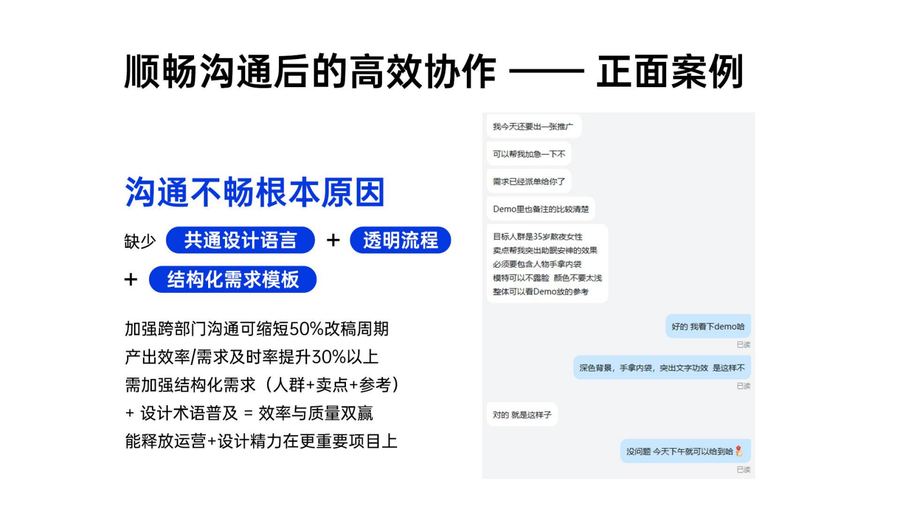 顺畅沟通后的高效协作 —— 正面案例
沟通不畅根本原因
缺少 共通设计语言 + 透明流程
+ 结构化需求模板
加强跨部门沟通可缩短50%改稿周期
产出效率/需求及时率提升30%以上
需加强结构化需求（人群+卖点+参考）
+ 设计术语普及 = 效率与质量双赢
能释放运营+设计精力在更重要项目上
我今天还要出一张推广
可以帮我加急一下不
需求已经派单给你了
Demo里也备注的比较清楚
目标人群是35岁熬夜女性
卖点帮我突出助眠安神的效果
必须要包含人物手拿内袋
模特可以不露脸 颜色不要太浅
整体可以看Demo放的参考
好的 我看下demo哈
已读
深色背景，手拿内袋，突出文字功效 是这样不
已读
对的 就是这样子
没问题 今天下午就可以给到哈
已读